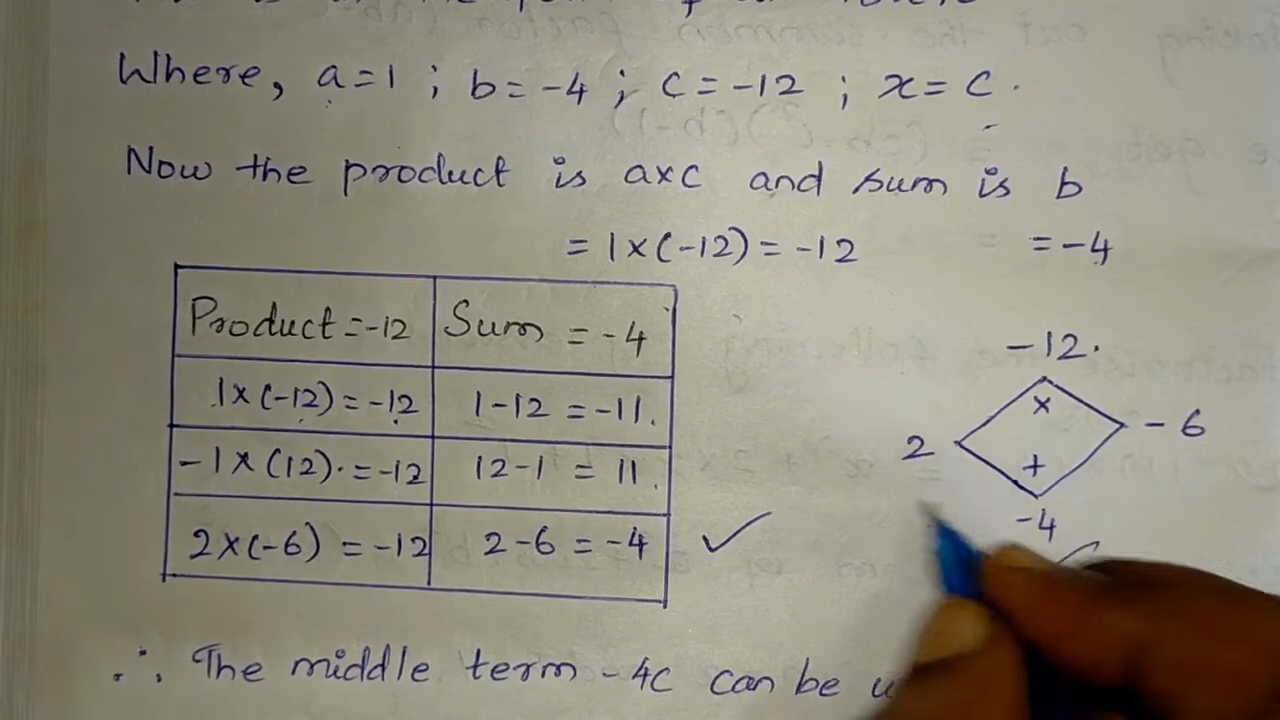 Where, a=1 ; b=-4 ; c=-12 ; x=c.
Now the product is axc and sum is b
=1x(-12)=-12 =-4
Product=-12 Sum = -4
1x(-12)=-12 1-12 =-11.
-1x(12).=-12 12-1 = 11.
2x(-6) =-12 2-6 =-4 ✓
-12.
x
2 -6
+
-4
∴ The middle term -4c can be